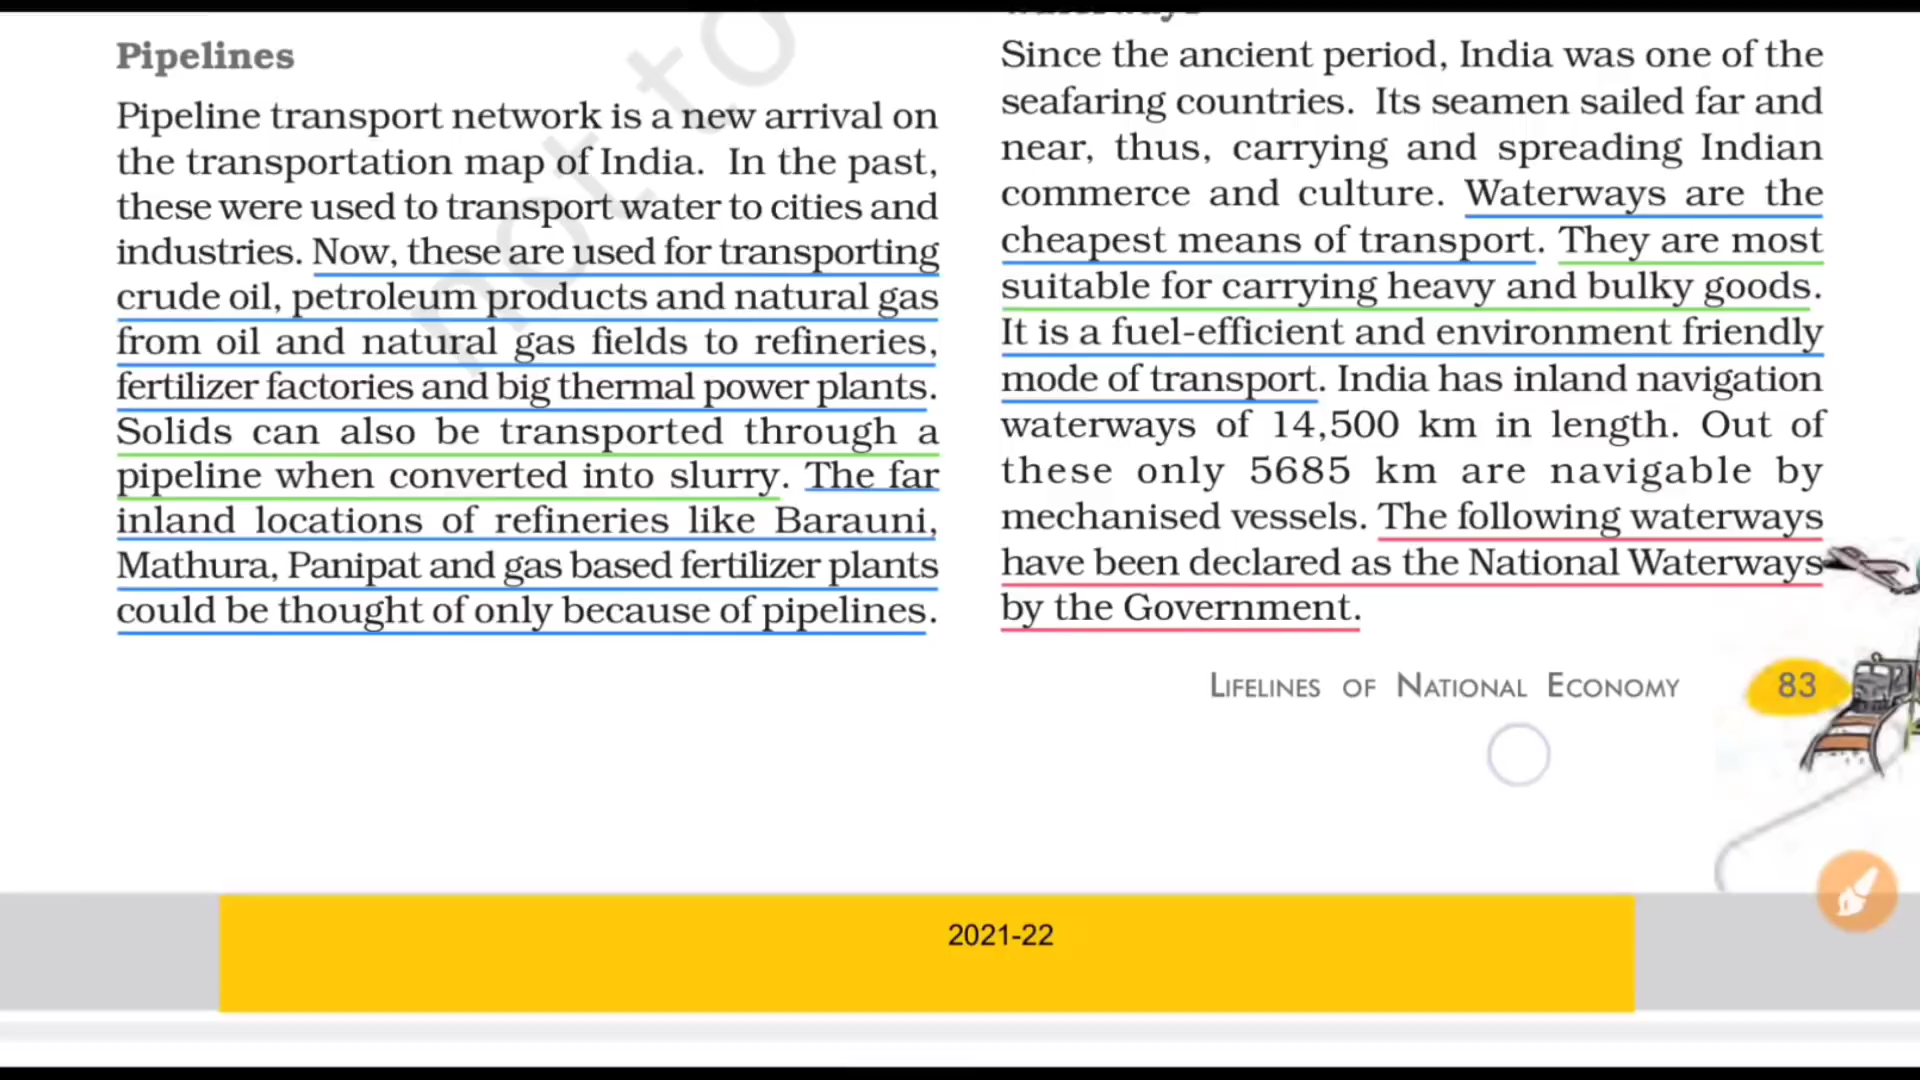 Pipelines
Pipeline transport network is a new arrival on
the transportation map of India. In the past,
these were used to transport water to cities and
industries. Now, these are used for transporting
crude oil, petroleum products and natural gas
from oil and natural gas fields to refineries,
fertilizer factories and big thermal power plants.
Solids can also be transported through a
pipeline when converted into slurry. The far
inland locations of refineries like Barauni,
Mathura, Panipat and gas based fertilizer plants
could be thought of only because of pipelines.
Since the ancient period, India was one of the
seafaring countries. Its seamen sailed far and
near, thus, carrying and spreading Indian
commerce and culture. Waterways are the
cheapest means of transport. They are most
suitable for carrying heavy and bulky goods.
It is a fuel-efficient and environment friendly
mode of transport. India has inland navigation
waterways of 14,500 km in length. Out of
these only 5685 km are navigable by
mechanised vessels. The following waterways
have been declared as the National Waterways
by the Government.
LIFELINES OF NATIONAL ECONOMY
83
2021-22
not to